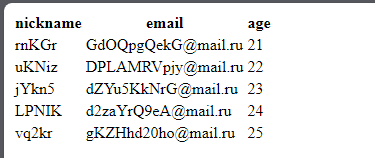 nickname email age
rnKGr GdOQpgQekG@mail.ru 21
uKNiz DPLAMRVpjy@mail.ru 22
jYkn5 dZYu5KkNrG@mail.ru 23
LPNIK d2zaYrQ9eA@mail.ru 24
vq2kr gKZHhd20ho@mail.ru 25